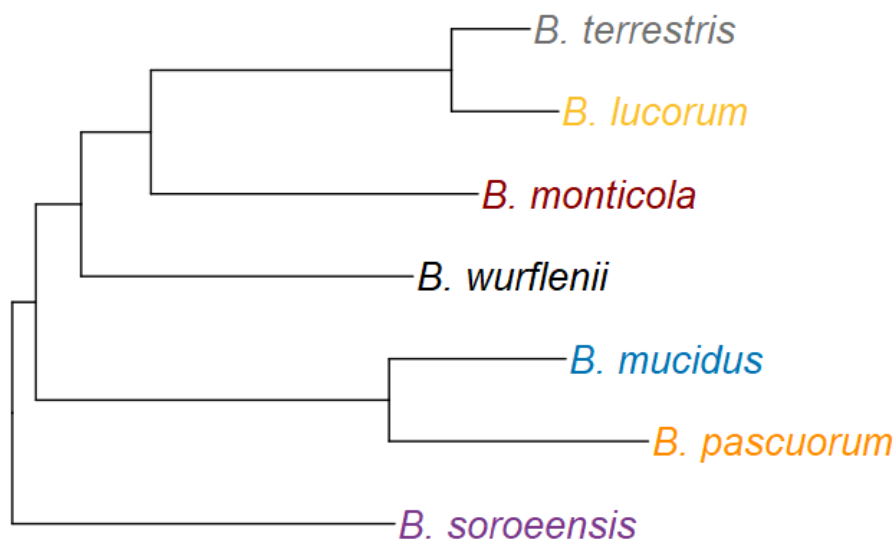 B. terrestris
B. lucorum
B. monticola
B. wurflenii
B. mucidus
B. pascuorum
B. soroeensis